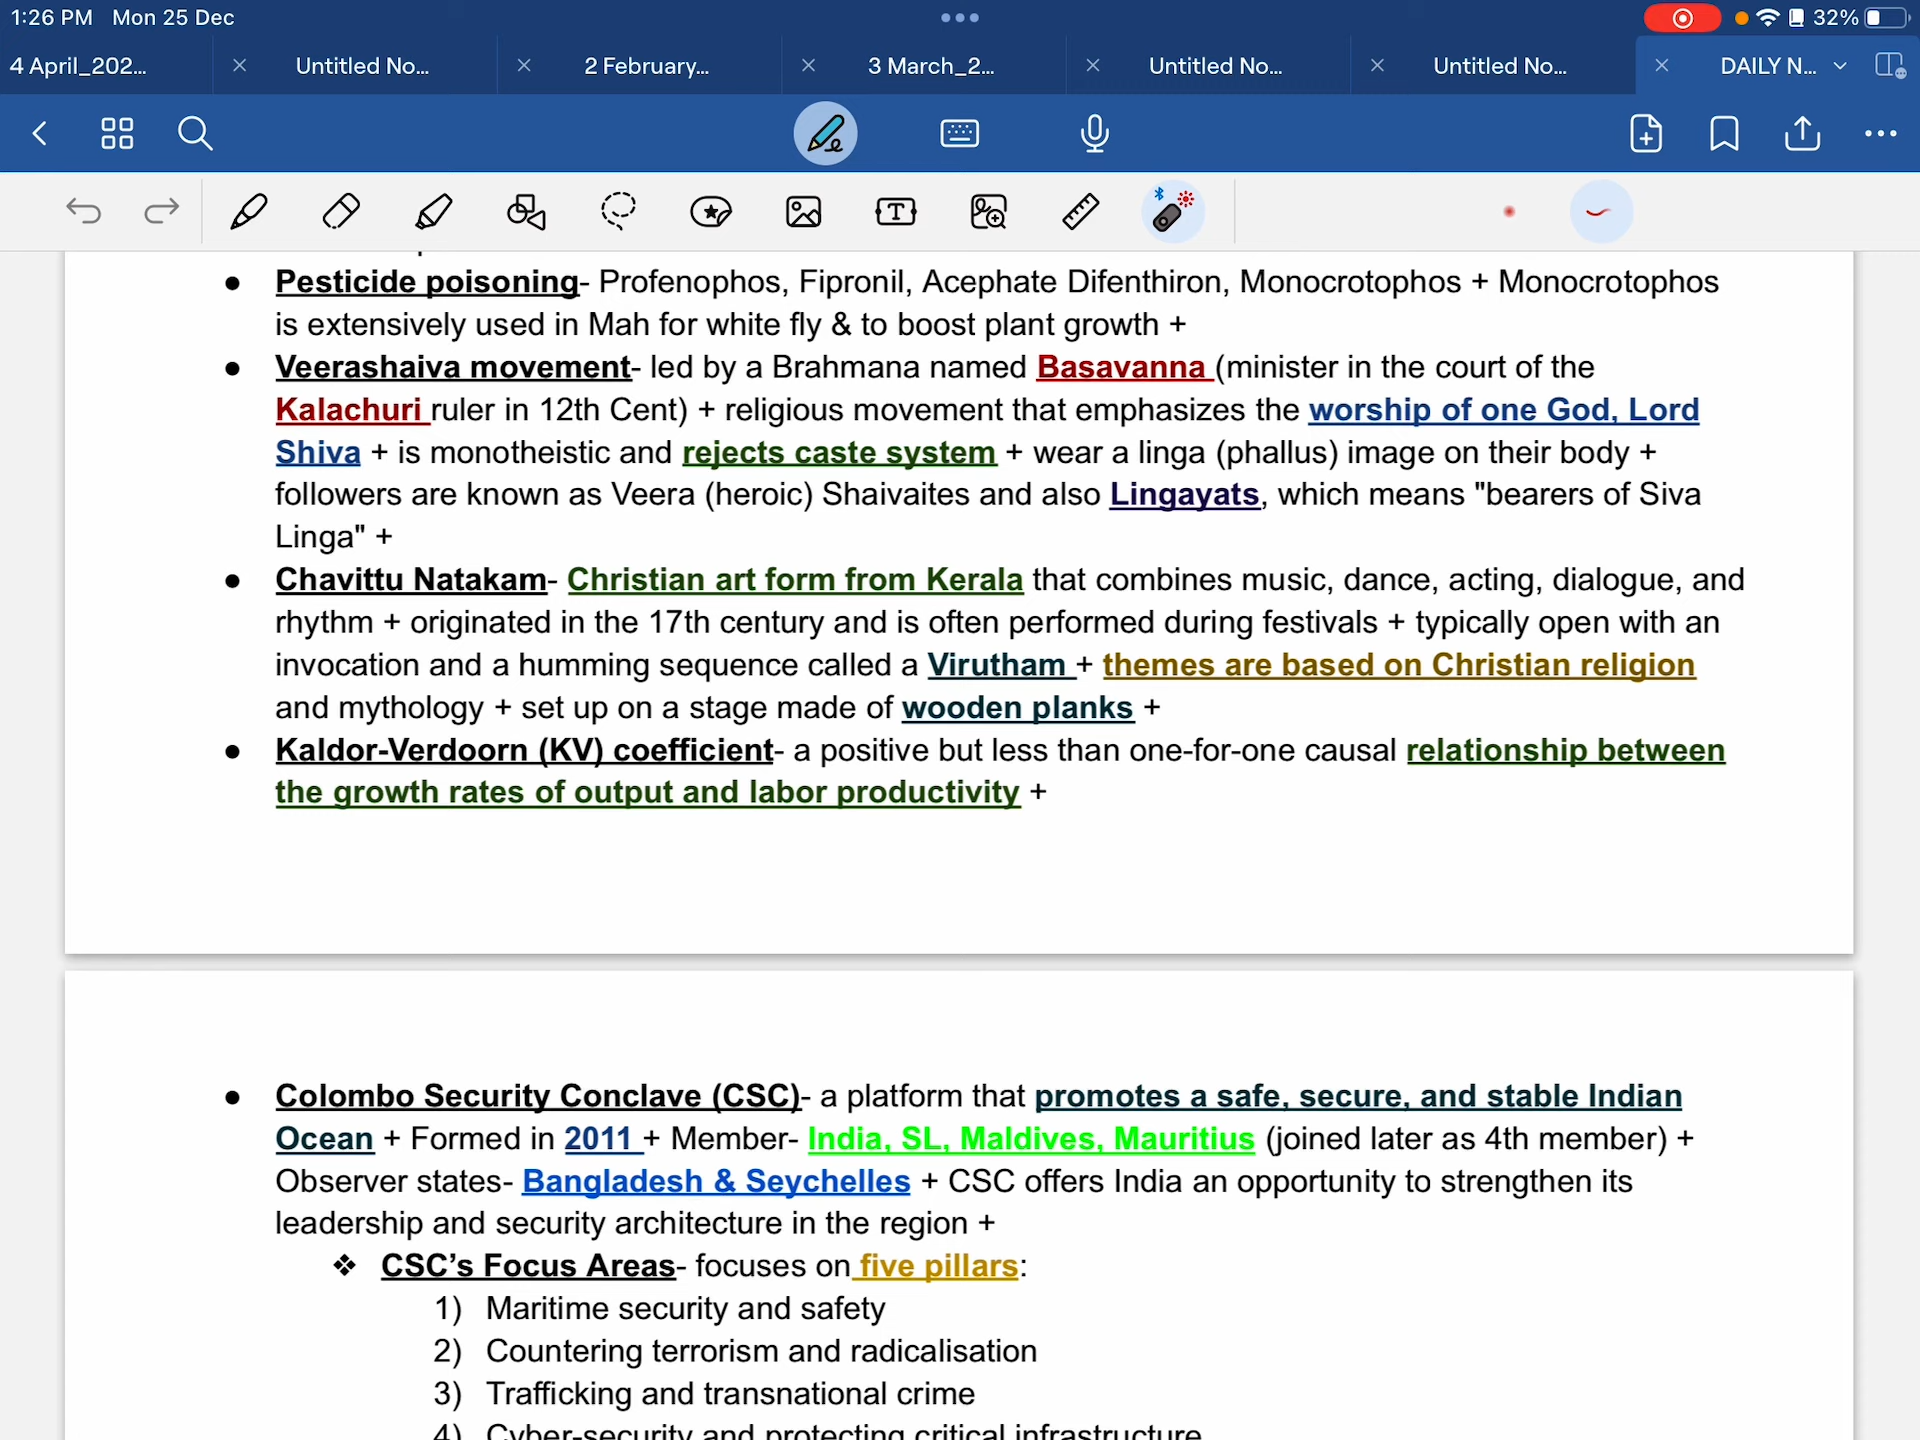 1:26 PM Mon 25 Dec
32%
4 April_202...
Untitled No...
2 February...
3 March_2...
Untitled No...
Untitled No...
DAILY N...
● Pesticide poisoning- Profenophos, Fipronil, Acephate Difenthiron, Monocrotophos + Monocrotophos
is extensively used in Mah for white fly & to boost plant growth +
● Veerashaiva movement- led by a Brahmana named Basavanna (minister in the court of the
Kalachuri ruler in 12th Cent) + religious movement that emphasizes the worship of one God, Lord
Shiva + is monotheistic and rejects caste system + wear a linga (phallus) image on their body +
followers are known as Veera (heroic) Shaivaites and also Lingayats, which means "bearers of Siva
Linga" +
● Chavittu Natakam- Christian art form from Kerala that combines music, dance, acting, dialogue, and
rhythm + originated in the 17th century and is often performed during festivals + typically open with an
invocation and a humming sequence called a Virutham + themes are based on Christian religion
and mythology + set up on a stage made of wooden planks +
● Kaldor-Verdoorn (KV) coefficient- a positive but less than one-for-one causal relationship between
the growth rates of output and labor productivity +
● Colombo Security Conclave (CSC)- a platform that promotes a safe, secure, and stable Indian
Ocean + Formed in 2011 + Member- India, SL, Maldives, Mauritius (joined later as 4th member) +
Observer states- Bangladesh & Seychelles + CSC offers India an opportunity to strengthen its
leadership and security architecture in the region +
❖ CSC’s Focus Areas- focuses on five pillars:
1) Maritime security and safety
2) Countering terrorism and radicalisation
3) Trafficking and transnational crime
4) Cyber-security and protecting critical infrastructure